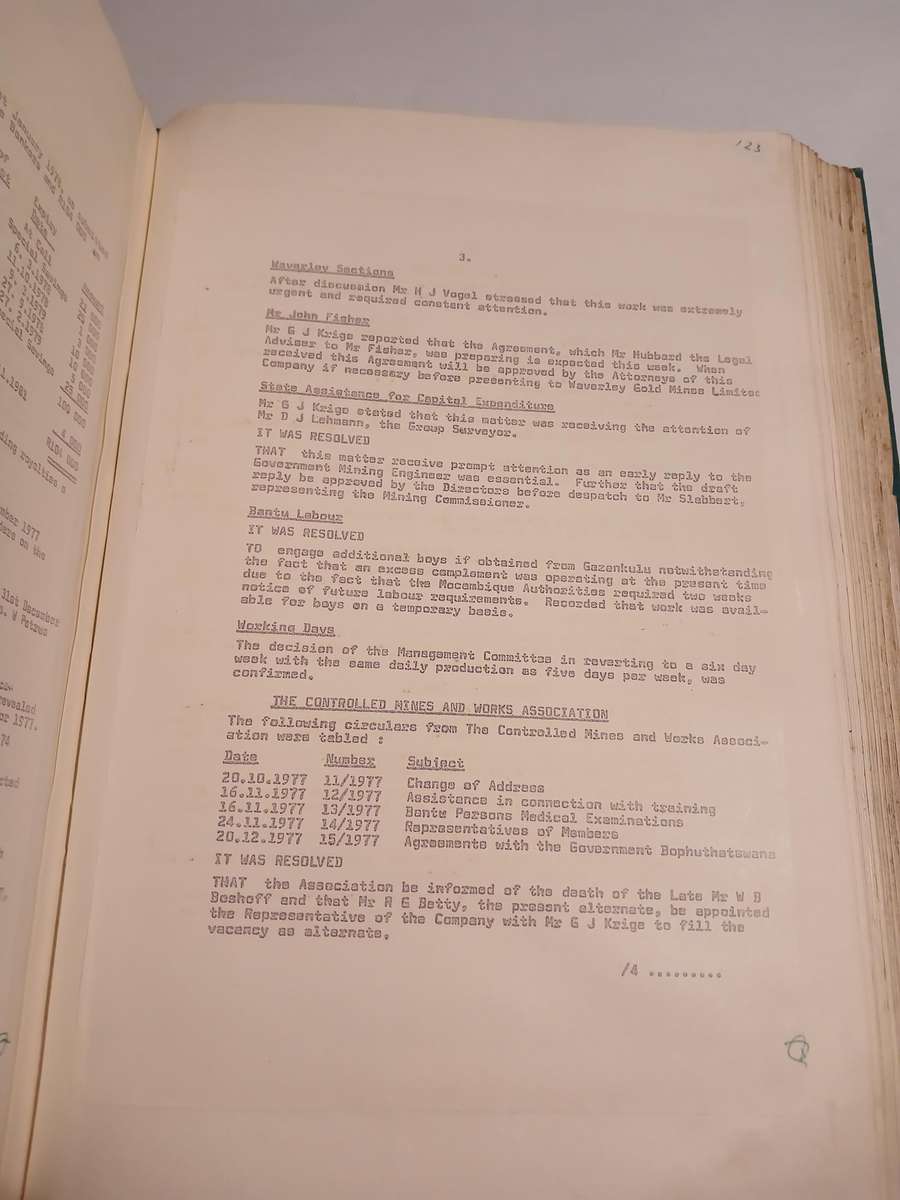 123
3.
Waverley Sections
After discussion Mr H J Vogel stressed that this work was extremely
urgent and required constant attention.
Mr John Fisher
Mr G J Krige reported that the Agreement, which Mr Hubbard the Legal
Adviser to Mr Fisher, was preparing is expected this week. When
received this Agreement will be approved by the Attorneys of this
Company if necessary before presenting to Waverley Gold Mines Limited
State Assistance for Capital Expenditure
Mr G J Krige stated that this matter was receiving the attention of
Mr D J Lehmann, the Group Surveyor.
IT WAS RESOLVED
THAT this matter receive prompt attention as an early reply to the
Government Mining Engineer was essential. Further that the draft
reply be approved by the Directors before despatch to Mr Slabbert,
representing the Mining Commissioner.
Bantu Labour
IT WAS RESOLVED
TO engage additional boys if obtained from Gazenkulu notwithstanding
the fact that an excess complement was operating at the present time
due to the fact that the Mocambique Authorities required two weeks
notice of future labour requirements. Recorded that work was avail-
able for boys on a temporary basis.
Working Days
The decision of the Management Committee in reverting to a six day
week with the same daily production as five days per week, was
confirmed.
THE CONTROLLED MINES AND WORKS ASSOCIATION
The following circulars from The Controlled Mines and Works Associ-
ation were tabled :
Date Number Subject
20.10.1977 11/1977 Change of Address
16.11.1977 12/1977 Assistance in connection with training
16.11.1977 13/1977 Bantu Persons Medical Examinations
24.11.1977 14/1977 Representatives of Members
20.12.1977 15/1977 Agreements with the Government Bophuthatswana
IT WAS RESOLVED
THAT the Association be informed of the death of the Late Mr W B
Boshoff and that Mr A G Betty, the present alternate, be appointed
the Representative of the Company with Mr G J Krige to fill the
vacancy as alternate.
/4 .........